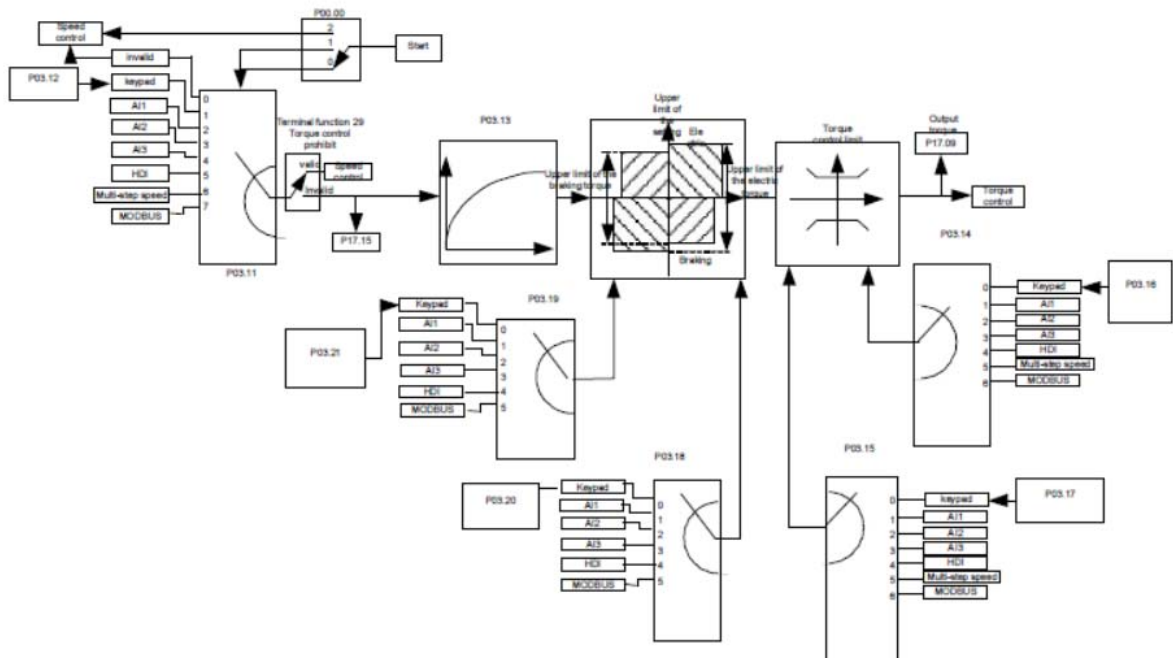 P00.00
Speed
control
2
1
0
Start
P03.12
invalid
keypad
AI1
AI2
AI3
HDI
Multi-step speed
MODBUS
0
1
2
3
4
5
6
7
P03.11
Terminal function 29
Torque control
prohibit
valid
Speed
control
invalid
P17.15
P03.13
Upper
limit of
the
setting
Ele
Upper limit of the
braking torque
Upper limit of
the electric
torque
Braking
Torque
control limit
Output
torque
P17.09
Torque
control
P03.14
0
1
2
3
4
5
6
Keypad
AI1
AI2
AI3
HDI
Multi-step speed
MODBUS
P03.16
P03.19
P03.21
Keypad
AI1
AI2
AI3
HDI
MODBUS
0
1
2
3
4
5
P03.18
P03.20
Keypad
AI1
AI2
AI3
HDI
MODBUS
0
1
2
3
4
5
P03.15
0
1
2
3
4
5
6
keypad
AI1
AI2
AI3
HDI
Multi-step speed
MODBUS
P03.17